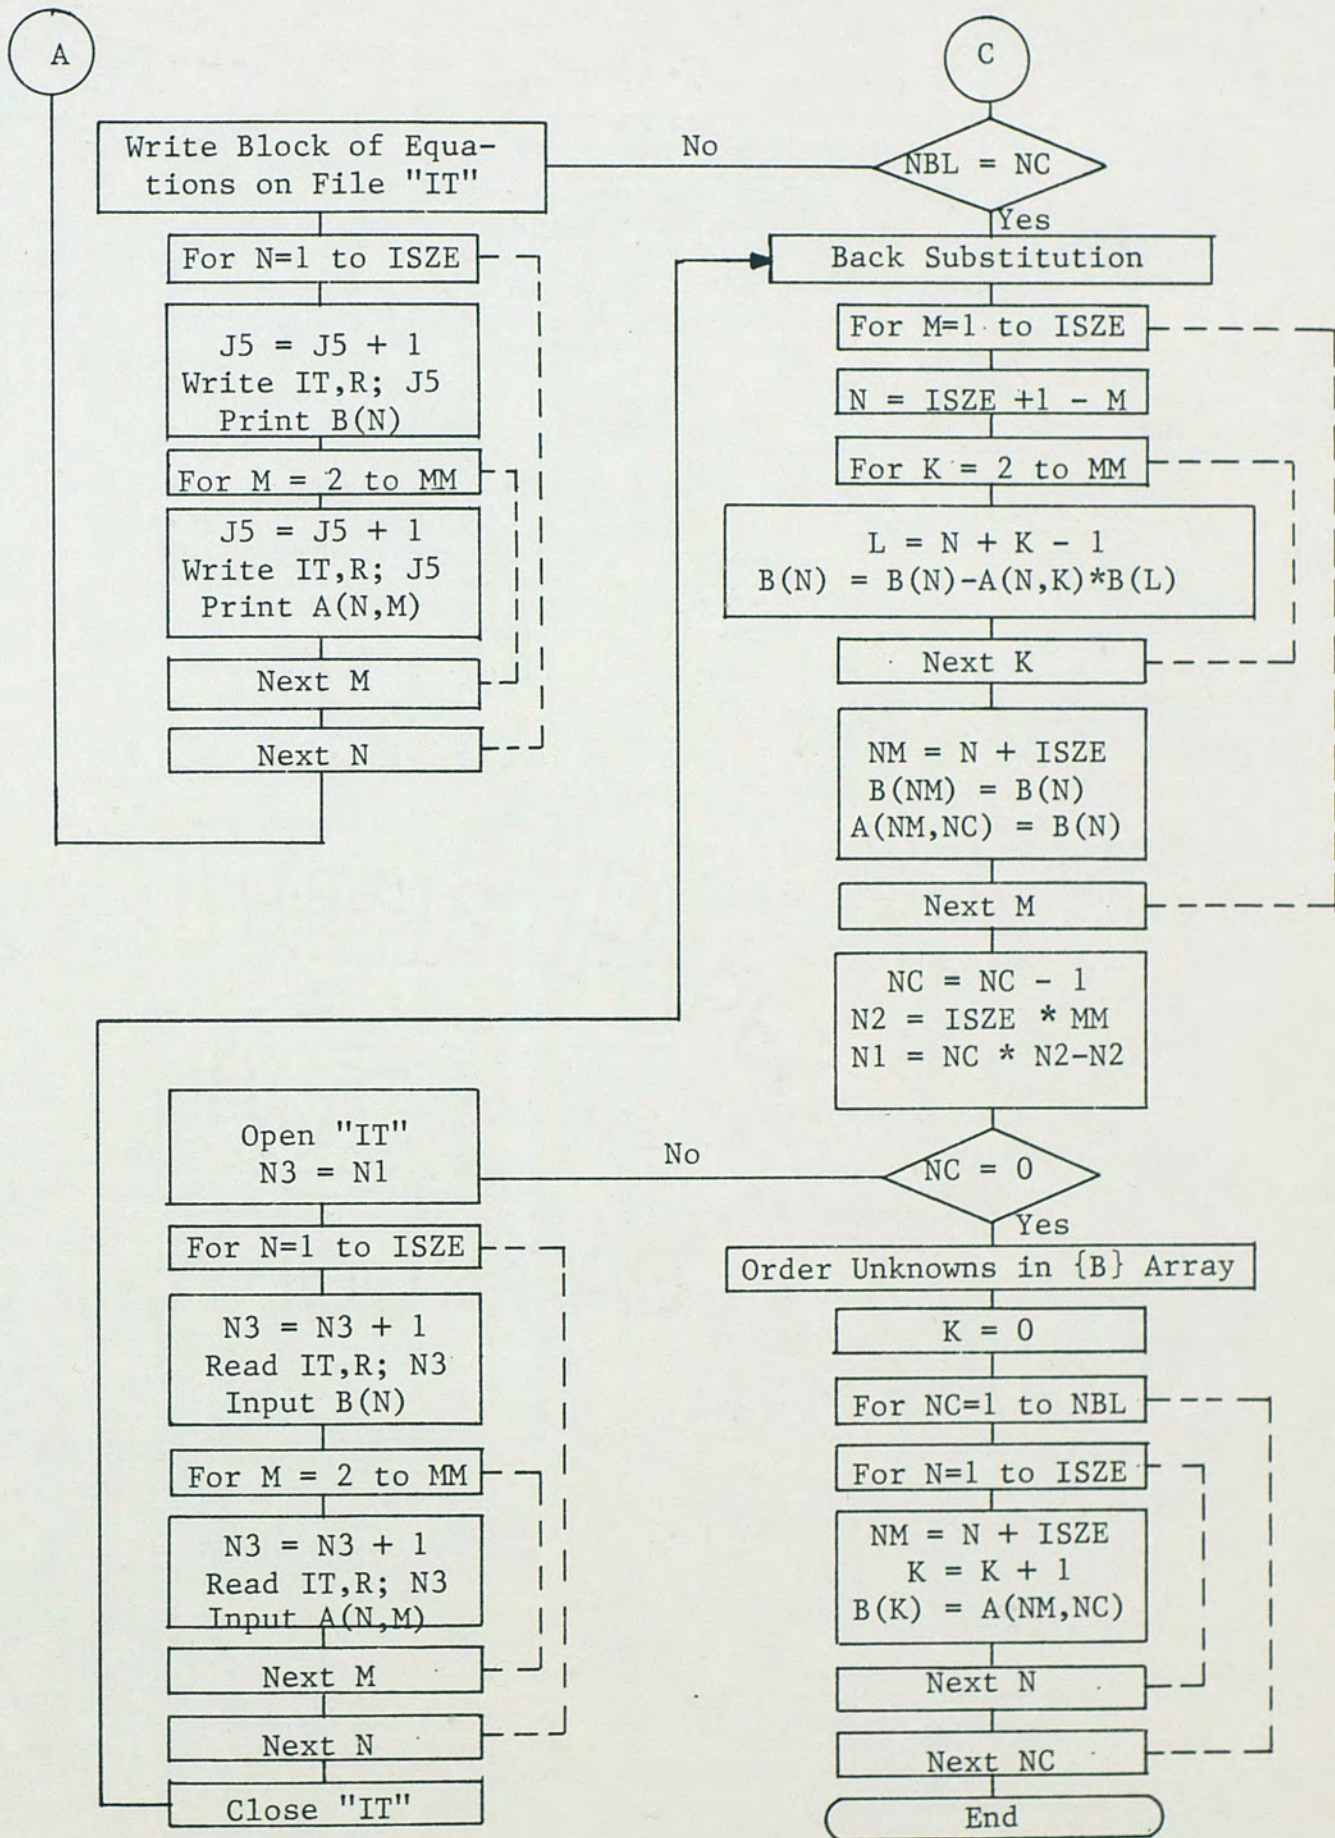 A
Write Block of Equa-
tions on File "IT"
For N=1 to ISZE
J5 = J5 + 1
Write IT,R; J5
Print B(N)
For M = 2 to MM
J5 = J5 + 1
Write IT,R; J5
Print A(N,M)
Next M
Next N
C
No
NBL = NC
Yes
Back Substitution
For M=1 to ISZE
N = ISZE +1 - M
For K = 2 to MM
L = N + K - 1
B(N) = B(N)-A(N,K)*B(L)
Next K
NM = N + ISZE
B(NM) = B(N)
A(NM,NC) = B(N)
Next M
NC = NC - 1
N2 = ISZE * MM
N1 = NC * N2-N2
NC = 0
No
Open "IT"
N3 = N1
For N=1 to ISZE
N3 = N3 + 1
Read IT,R; N3
Input B(N)
For M = 2 to MM
N3 = N3 + 1
Read IT,R; N3
Input A(N,M)
Next M
Next N
Close "IT"
Yes
Order Unknowns in {B} Array
K = 0
For NC=1 to NBL
For N=1 to ISZE
NM = N + ISZE
K = K + 1
B(K) = A(NM,NC)
Next N
Next NC
End